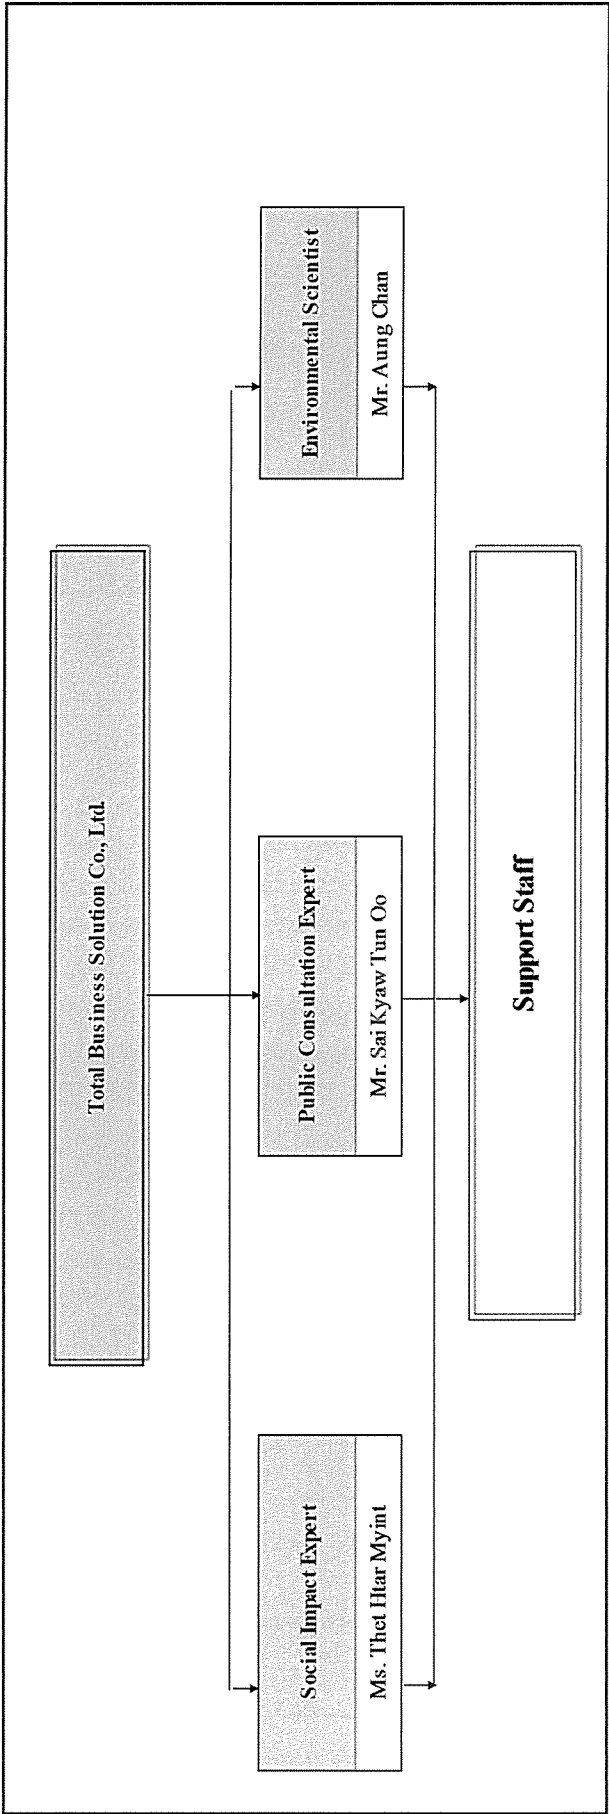 Total Business Solution Co., Ltd.
Social Impact Expert
Ms. Thet Htar Myint
Public Consultation Expert
Mr. Sai Kyaw Tun Oo
Environmental Scientist
Mr. Aung Chan
Support Staff